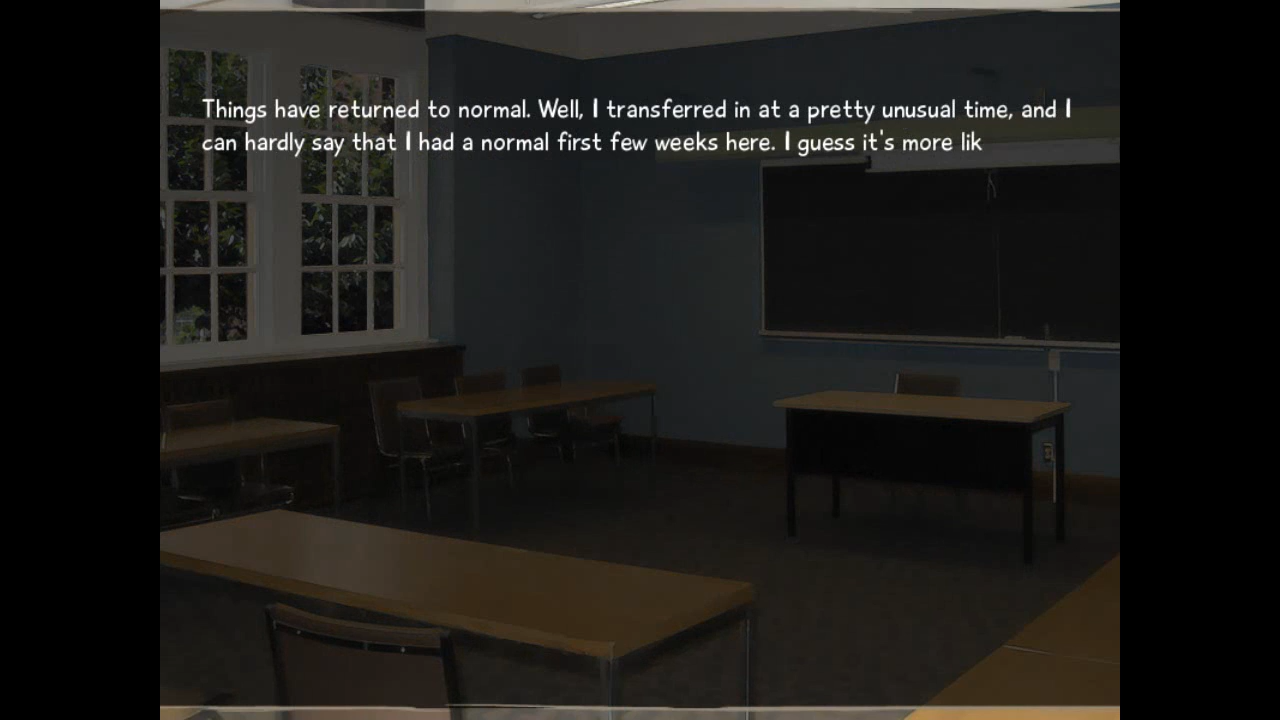 Things have returned to normal. Well, I transferred in at a pretty unusual time, and I
can hardly say that I had a normal first few weeks here. I guess it's more lik